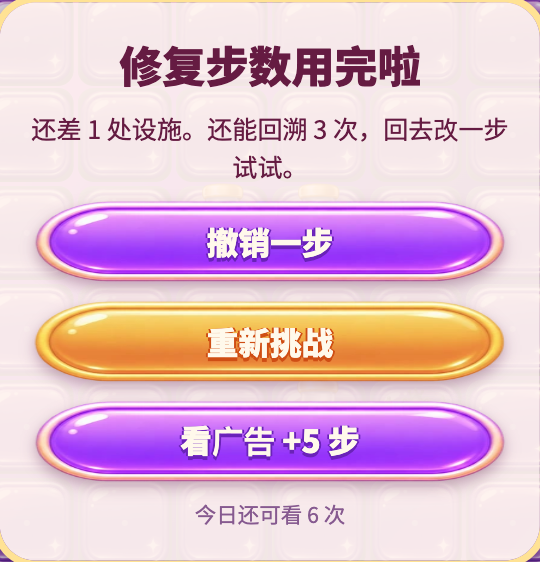 修复步数用完啦
还差 1 处设施。还能回溯 3 次，回去改一步
试试。
撤销一步
重新挑战
看广告 +5 步
今日还可看 6 次